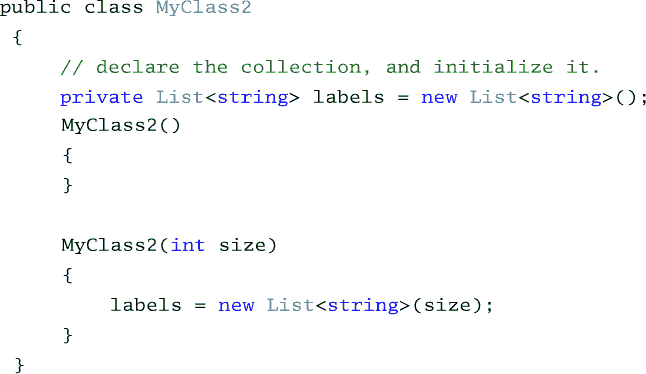 public class MyClass2
{
// declare the collection, and initialize it.
private List<string> labels = new List<string>();
MyClass2()
{
}
MyClass2(int size)
{
labels = new List<string>(size);
}
}